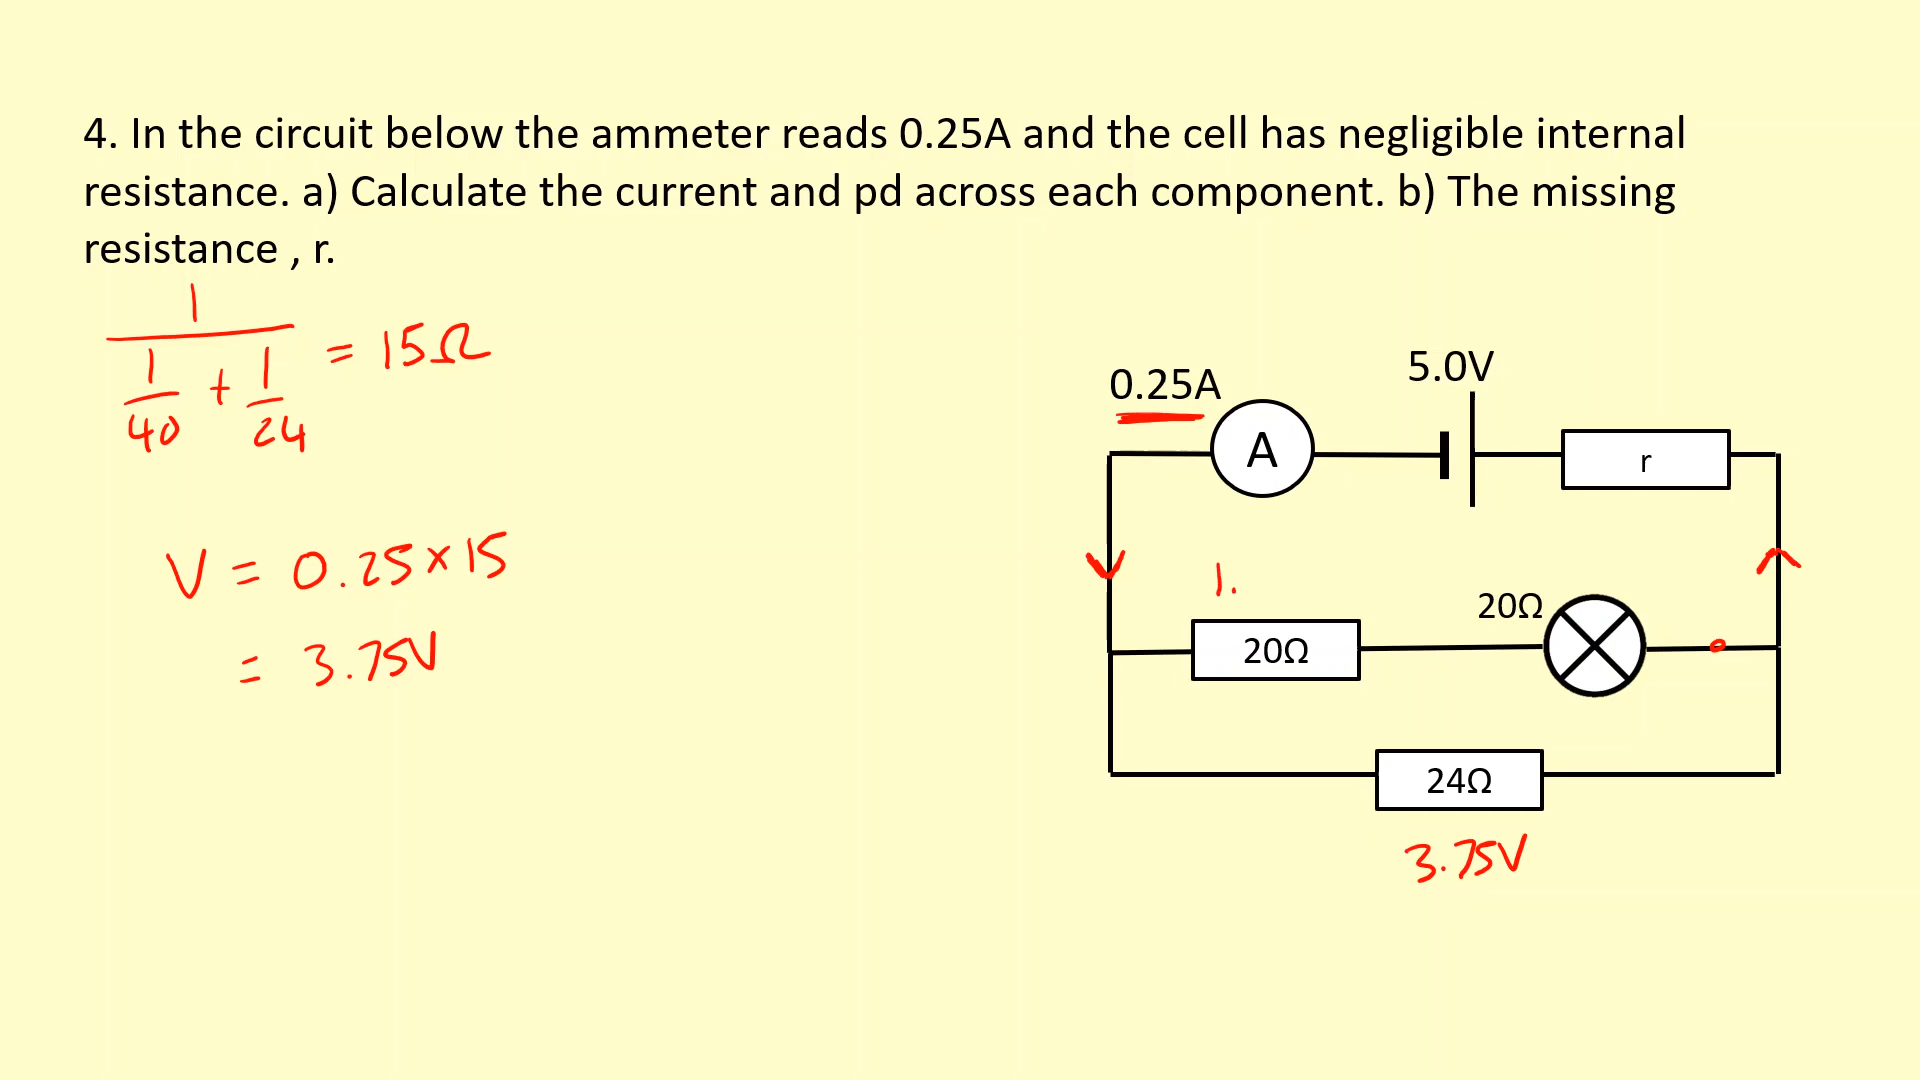 4. In the circuit below the ammeter reads 0.25A and the cell has negligible internal
resistance. a) Calculate the current and pd across each component. b) The missing
resistance , r.
1
1/40 + 1/24 = 15Ω
V = 0.25 × 15
= 3.75V
0.25A
5.0V
A
r
1.
20Ω
20Ω
24Ω
3.75V